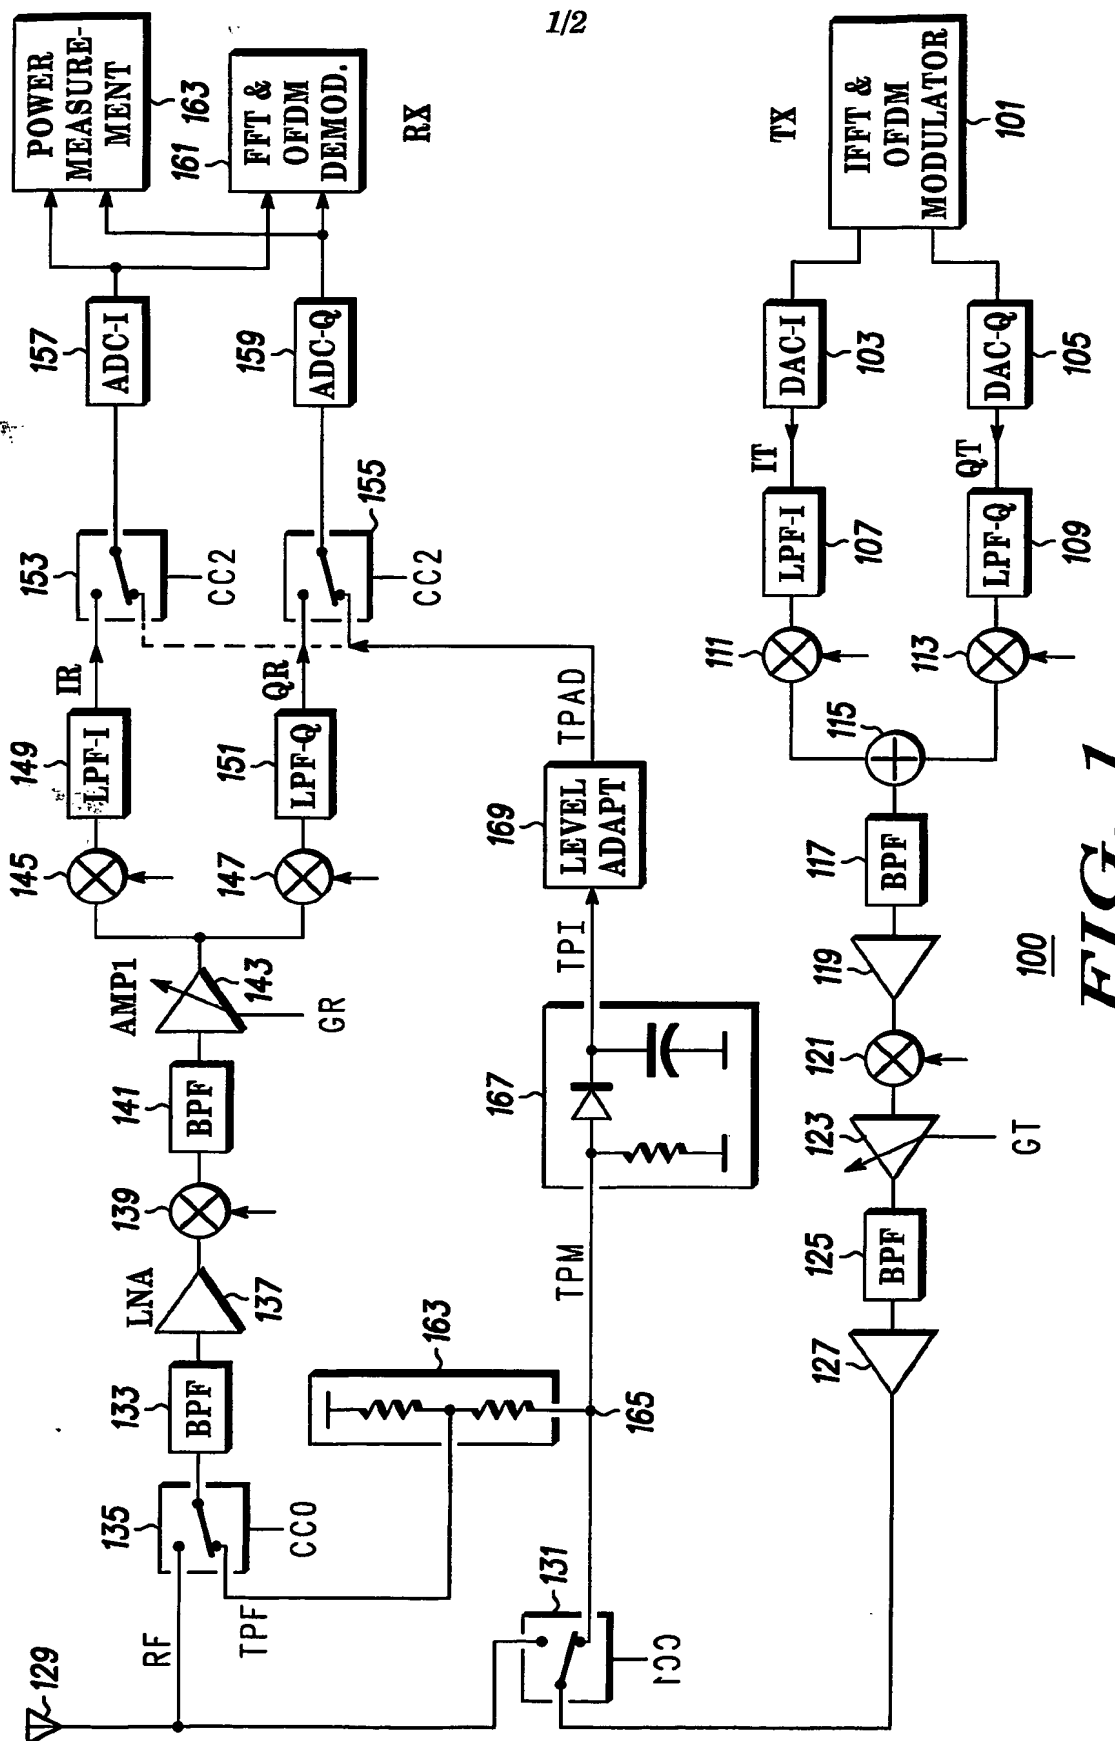 1/2
POWER
MEASURE-
MENT
163
161
FFT &
OFDM
DEMOD.
RX
157
ADC-I
159
ADC-Q
153
CC2
155
CC2
149
LPF-I
IR
151
LPF-Q
QR
145
147
AMP1
143
GR
141
BPF
139
LNA
137
133
BPF
135
CC0
RF
TPF
129
163
165
131
CC1
TPM
167
TPI
169
LEVEL
ADAPT
TPAD
TX
IFFT &
OFDM
MODULATOR
101
DAC-I
103
DAC-Q
105
IT
LPF-I
107
QT
LPF-Q
109
111
113
115
117
BPF
119
121
123
GT
125
BPF
127
100
FIG. 1